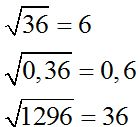 √36 = 6
√0,36 = 0,6
√1296 = 36